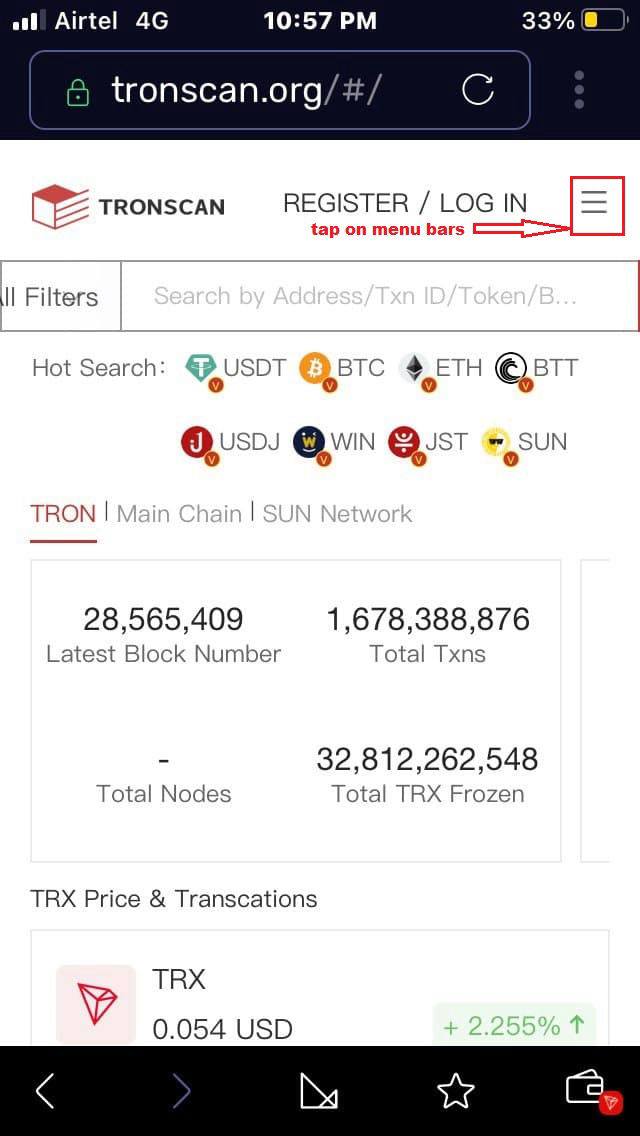 Airtel 4G 10:57 PM 33%
tronscan.org/#/
TRONSCAN REGISTER / LOG IN
tap on menu bars
ll Filters Search by Address/Txn ID/Token/B...
Hot Search: USDT BTC ETH BTT
USDJ WIN JST SUN
TRON | Main Chain | SUN Network
28,565,409 1,678,388,876
Latest Block Number Total Txns
- 32,812,262,548
Total Nodes Total TRX Frozen
TRX Price & Transcations
TRX
0.054 USD + 2.255% ↑